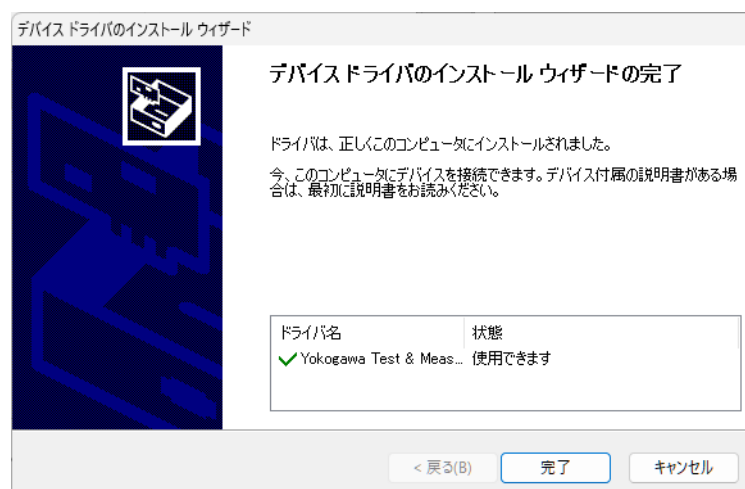 デバイス ドライバのインストール ウィザード
デバイス ドライバのインストール ウィザードの完了
ドライバは、正しくこのコンピュータにインストールされました。
今、このコンピュータにデバイスを接続できます。デバイス付属の説明書がある場
合は、最初に説明書をお読みください。
ドライバ名 状態
Yokogawa Test & Meas... 使用できます
< 戻る(B) 完了 キャンセル